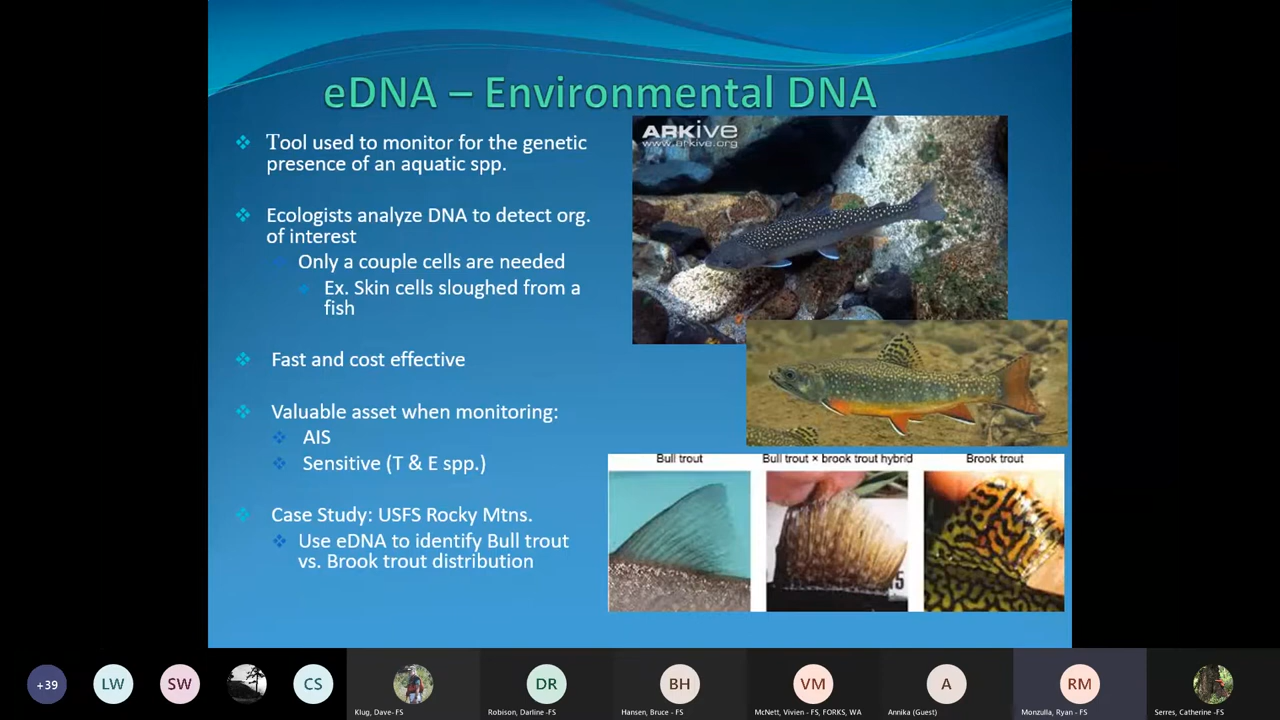 eDNA – Environmental DNA
Tool used to monitor for the genetic
presence of an aquatic spp.
Ecologists analyze DNA to detect org.
of interest
Only a couple cells are needed
Ex. Skin cells sloughed from a
fish
Fast and cost effective
Valuable asset when monitoring:
AIS
Sensitive (T & E spp.)
Case Study: USFS Rocky Mtns.
Use eDNA to identify Bull trout
vs. Brook trout distribution
ARKive
www.arkive.org
Bull trout
Bull trout × brook trout hybrid
Brook trout
+39
LW
SW
CS
Klug, Dave- FS
DR
Robison, Darline -FS
BH
Hansen, Bruce - FS
VM
McNett, Vivien - FS, FORKS, WA
A
Annika (Guest)
RM
Monzulla, Ryan - FS
Serres, Catherine -FS